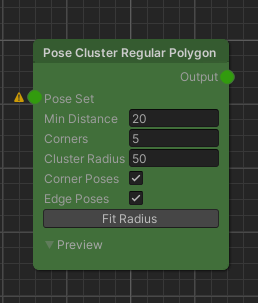 Pose Cluster Regular Polygon
Output
Pose Set
Min Distance 20
Corners 5
Cluster Radius 50
Corner Poses
Edge Poses
Fit Radius
Preview